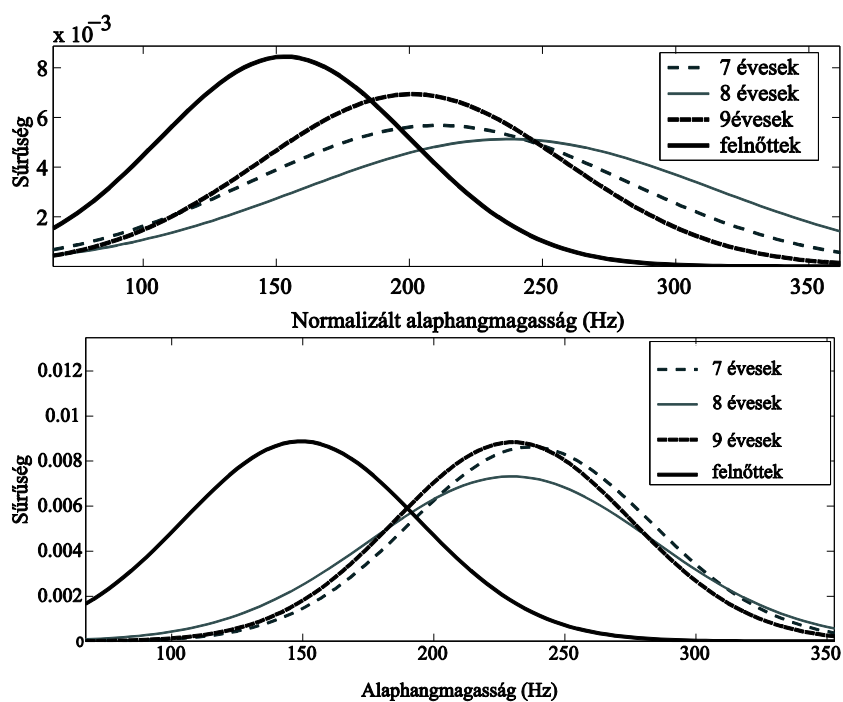 x 10⁻³
8
6
4
2
Sűrűség
7 évesek
8 évesek
9évesek
felnőttek
100 150 200 250 300 350
Normalizált alaphangmagasság (Hz)
0.012
0.01
0.008
0.006
0.004
0.002
0
Sűrűség
7 évesek
8 évesek
9 évesek
felnőttek
100 150 200 250 300 350
Alaphangmagasság (Hz)